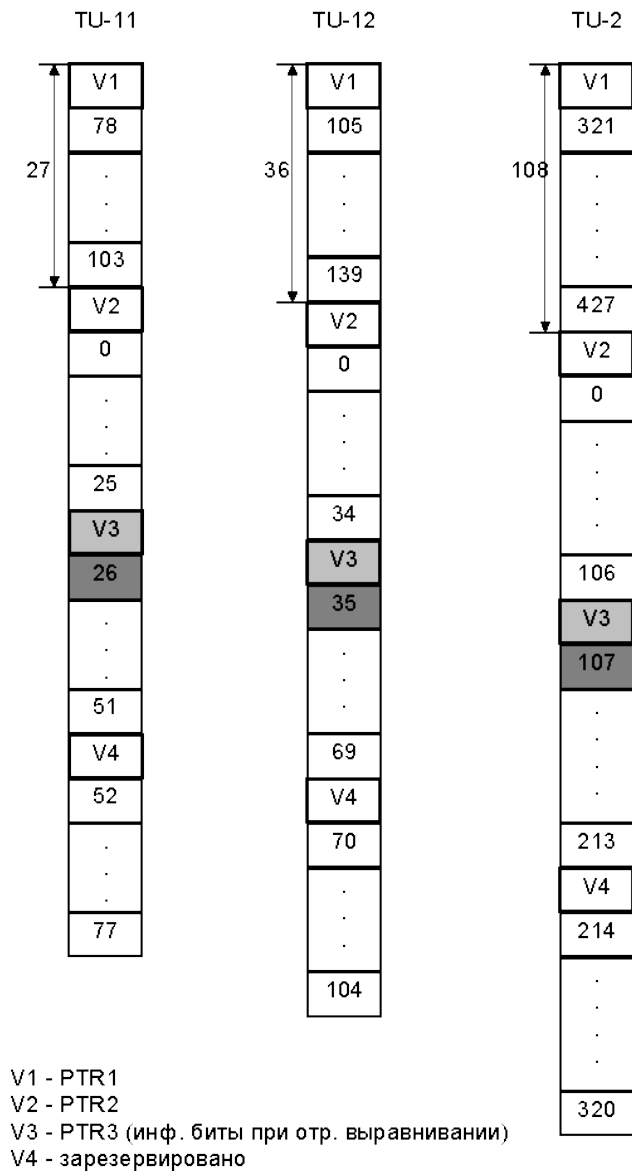 TU-11 TU-12 TU-2
V1 V1 V1
78 105 321
27 36 108
103
139
V2 427
V2
0 V2
0
0
25
34
V3
V3 106
26
35 V3
107
51
69
V4
V4
52
70 213
V4
77 214
104
V1 - PTR1
V2 - PTR2 320
V3 - PTR3 (инф. биты при отр. выравнивании)
V4 - зарезервировано